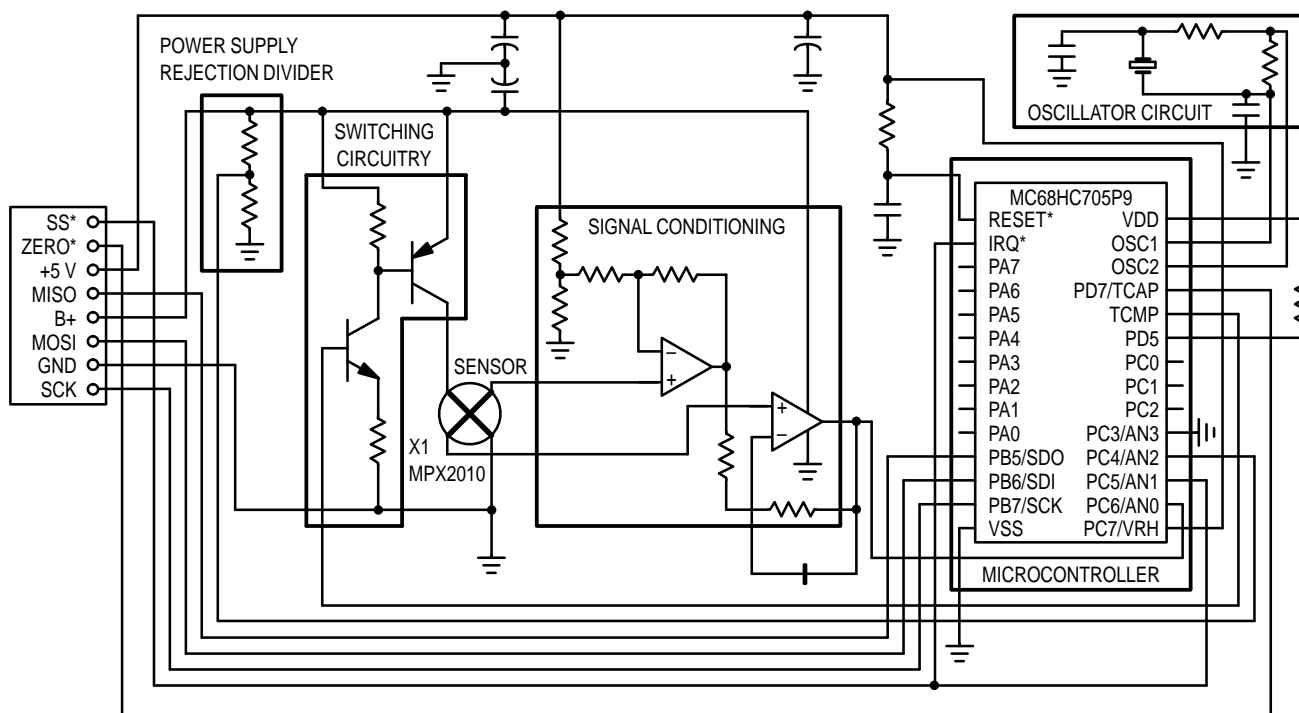 POWER SUPPLY
REJECTION DIVIDER
OSCILLATOR CIRCUIT
SWITCHING
CIRCUITRY
SS*
ZERO*
+5 V
MISO
B+
MOSI
GND
SCK
SENSOR
X1
MPX2010
SIGNAL CONDITIONING
−
+
+
−
MC68HC705P9
RESET*
IRQ*
PA7
PA6
PA5
PA4
PA3
PA2
PA1
PA0
PB5/SDO
PB6/SDI
PB7/SCK
VSS
VDD
OSC1
OSC2
PD7/TCAP
TCMP
PD5
PC0
PC1
PC2
PC3/AN3
PC4/AN2
PC5/AN1
PC6/AN0
PC7/VRH
MICROCONTROLLER